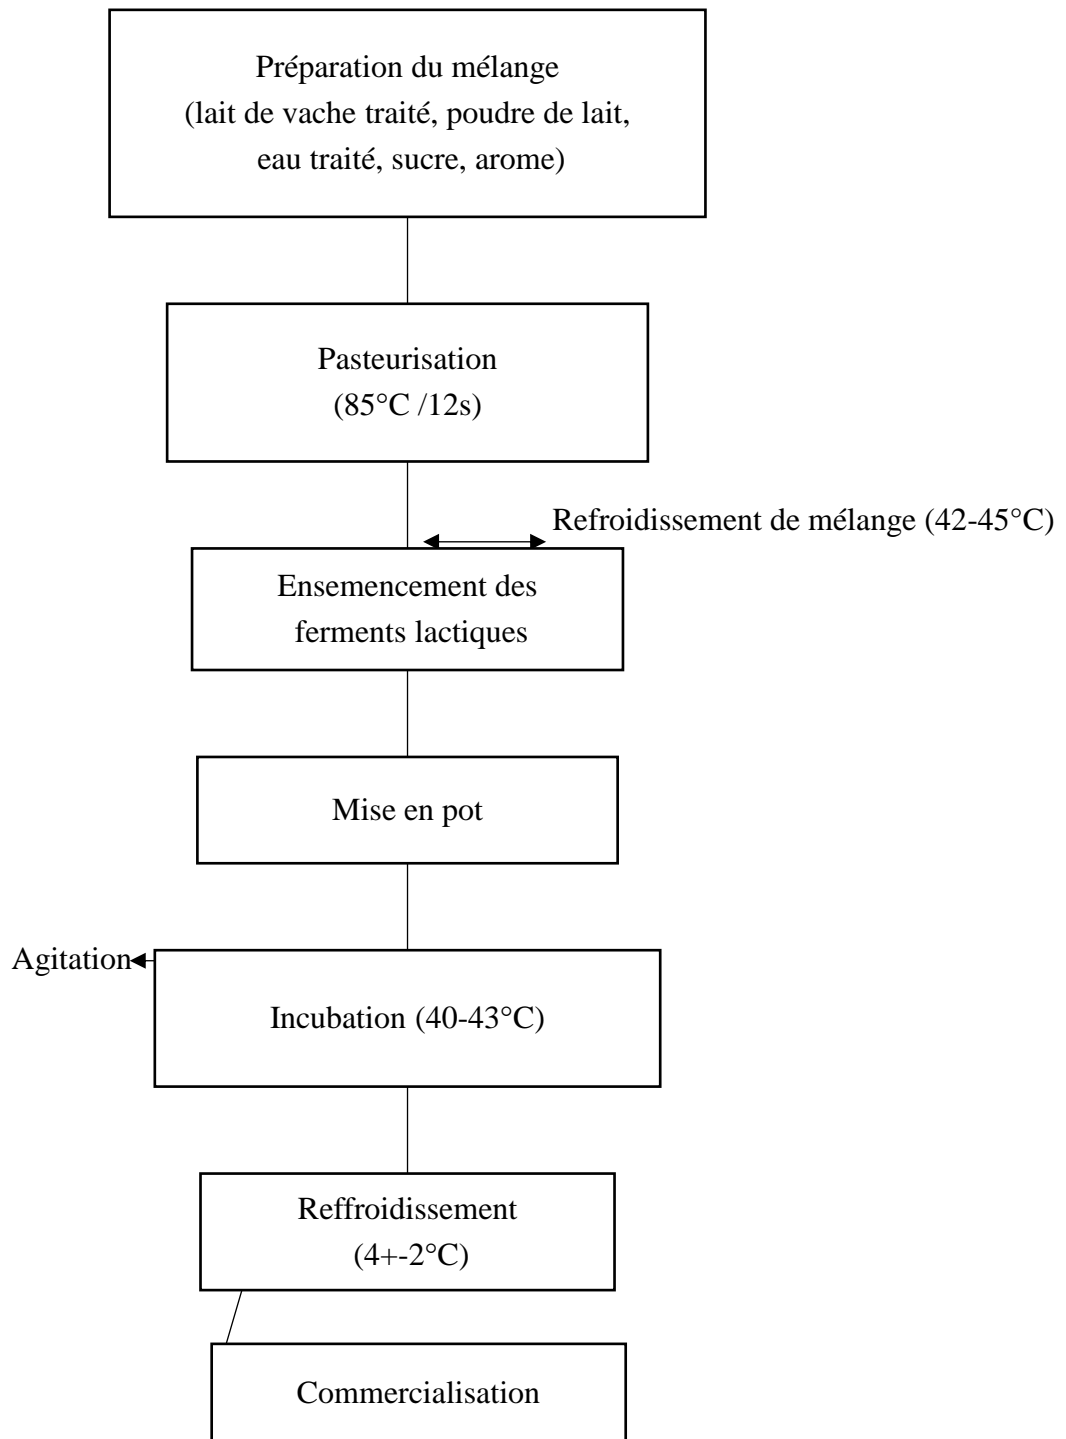 Préparation du mélange
(lait de vache traité, poudre de lait,
eau traité, sucre, arome)
Pasteurisation
(85°C /12s)
Refroidissement de mélange (42-45°C)
Ensemencement des
ferments lactiques
Mise en pot
Agitation
Incubation (40-43°C)
Reffroidissement
(4+-2°C)
Commercialisation